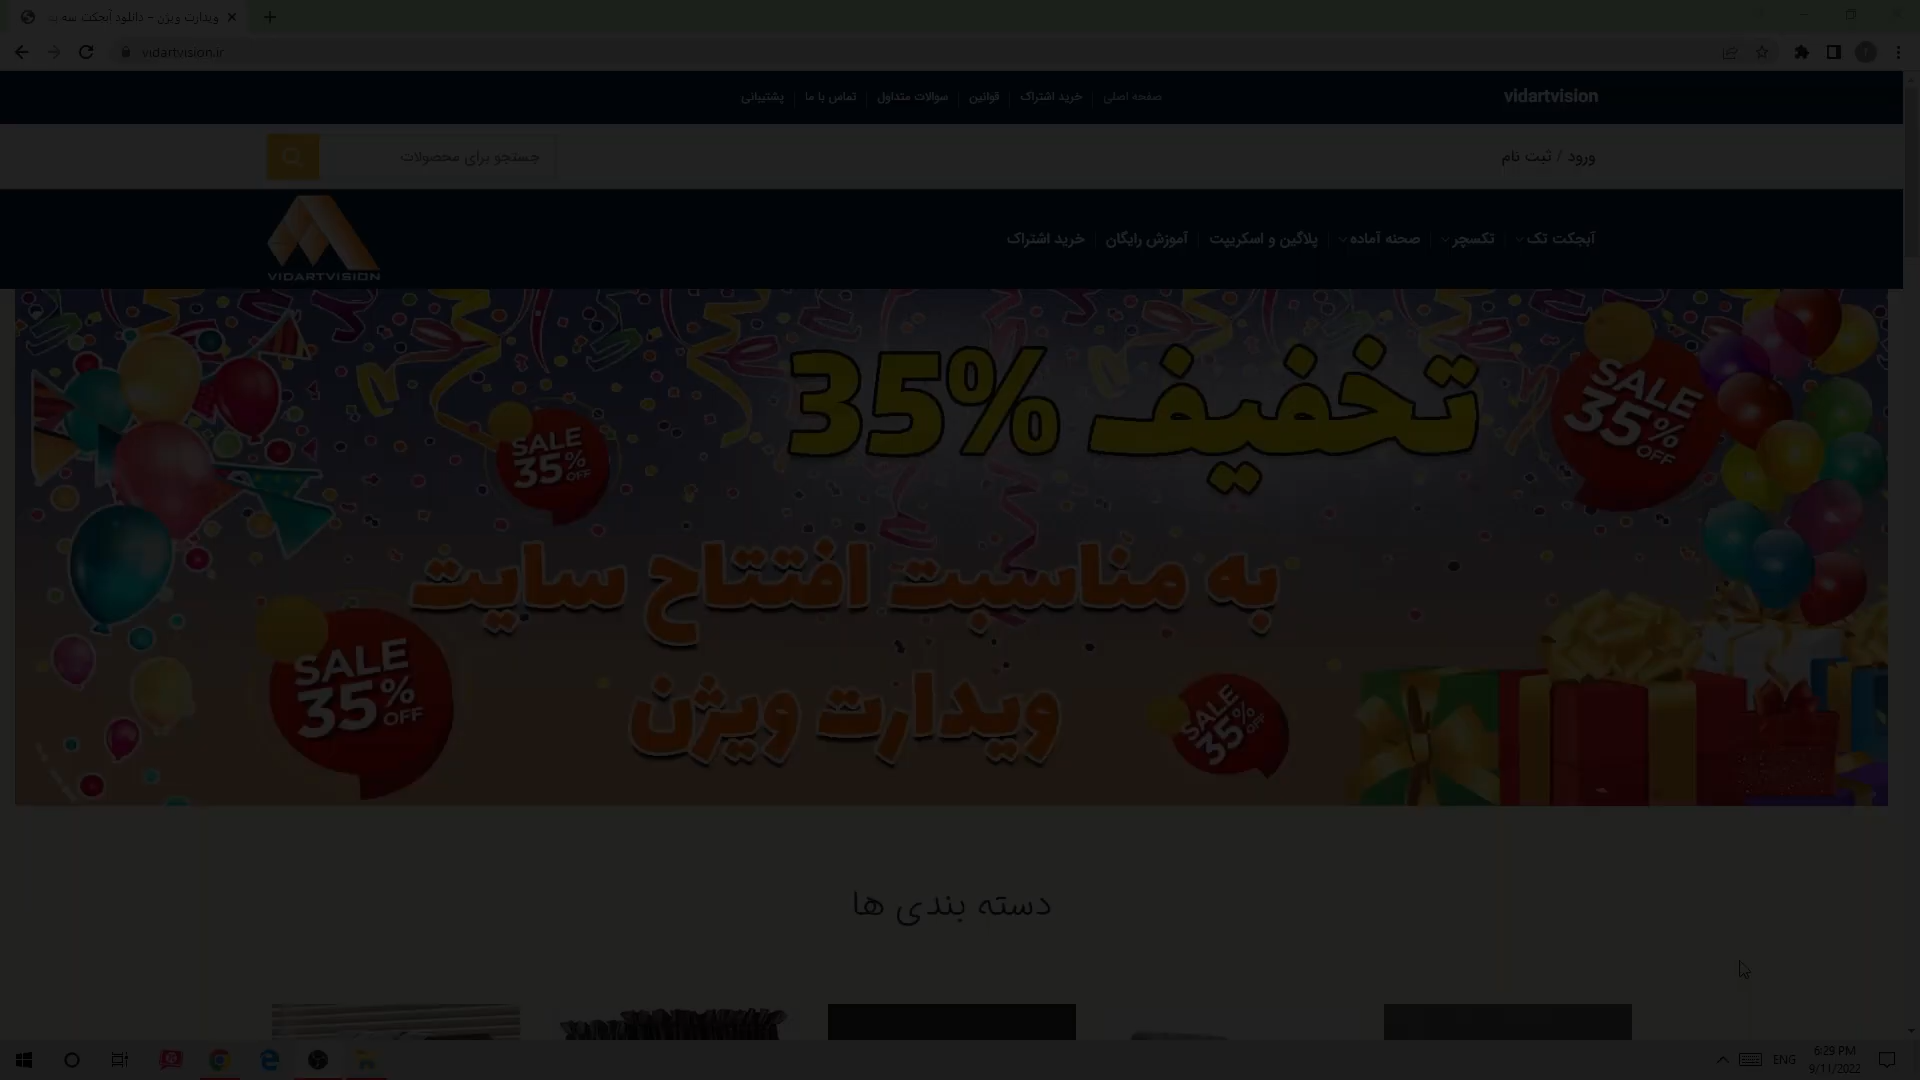 ویدارت ویژن – دانلود آبجکت سه بد
vidartvision.ir
vidartvision
صفحه اصلی
خرید اشتراک
قوانین
سوالات متداول
تماس با ما
پشتیبانی
ورود / ثبت نام
جستجو برای محصولات
آبجکت تک
تکسچر
صحنه آماده
پلاگین و اسکریپت
آموزش رایگان
خرید اشتراک
VIDARTVISION
تخفیف 35%
SALE
35%
OFF
SALE
35%
OFF
به مناسبت افتتاح سایت
ویدارت ویژن
SALE
35%
OFF
SALE
35%
OFF
دسته بندی ها
ENG
6:29 PM
9/11/2022